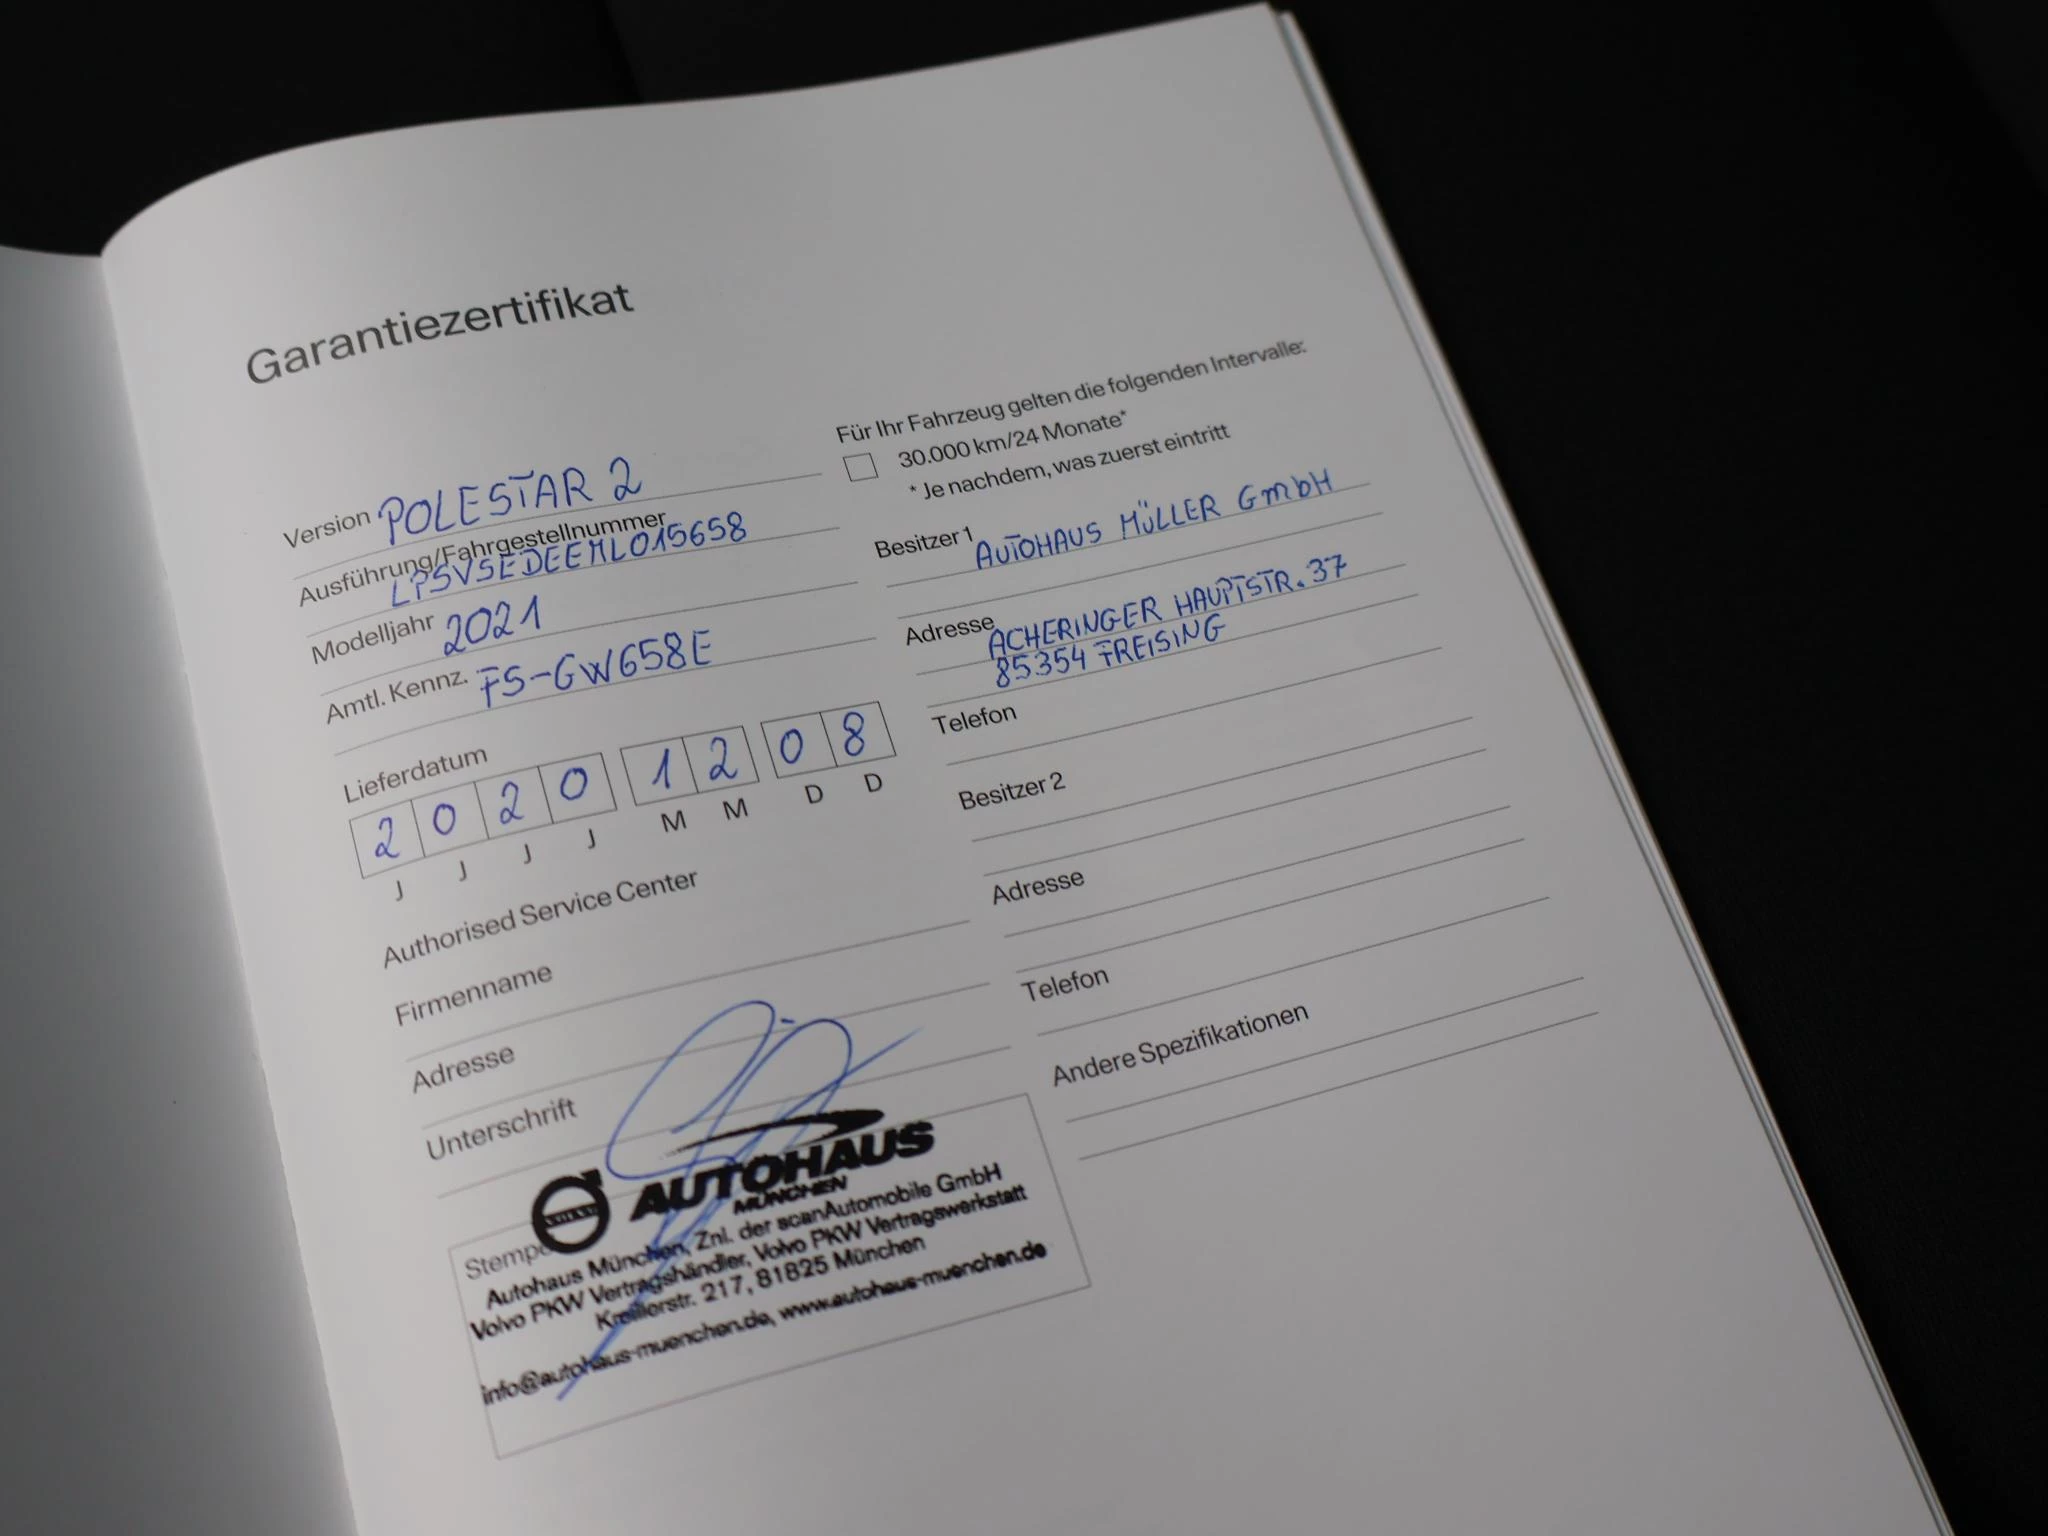 Garantiezertifikat
Version POLESTAR 2
Ausführung/Fahrgestellnummer
LPSVSEDEEML015658
Modelljahr 2021
Amtl. Kennz. FS-GW658E
Lieferdatum
2 0 2 0 1 2 0 8
J J J J M M D D
Authorised Service Center
Firmenname
Adresse
Unterschrift
Stempe
VOLVO
AUTOHAUS
MÜNCHEN
Autohaus München, Znl. der scanAutomobile GmbH
Volvo PKW Vertragshändler, Volvo PKW Vertragswerkstatt
Kreillerstr. 217, 81825 München
info@autohaus-muenchen.de, www.autohaus-muenchen.de
Für Ihr Fahrzeug gelten die folgenden Intervalle:
30.000 km/24 Monate*
* Je nachdem, was zuerst eintritt
Besitzer 1 AUTOHAUS MÜLLER GmbH
Adresse ACHERINGER HAUPTSTR. 37
85354 FREISING
Telefon
Besitzer 2
Adresse
Telefon
Andere Spezifikationen